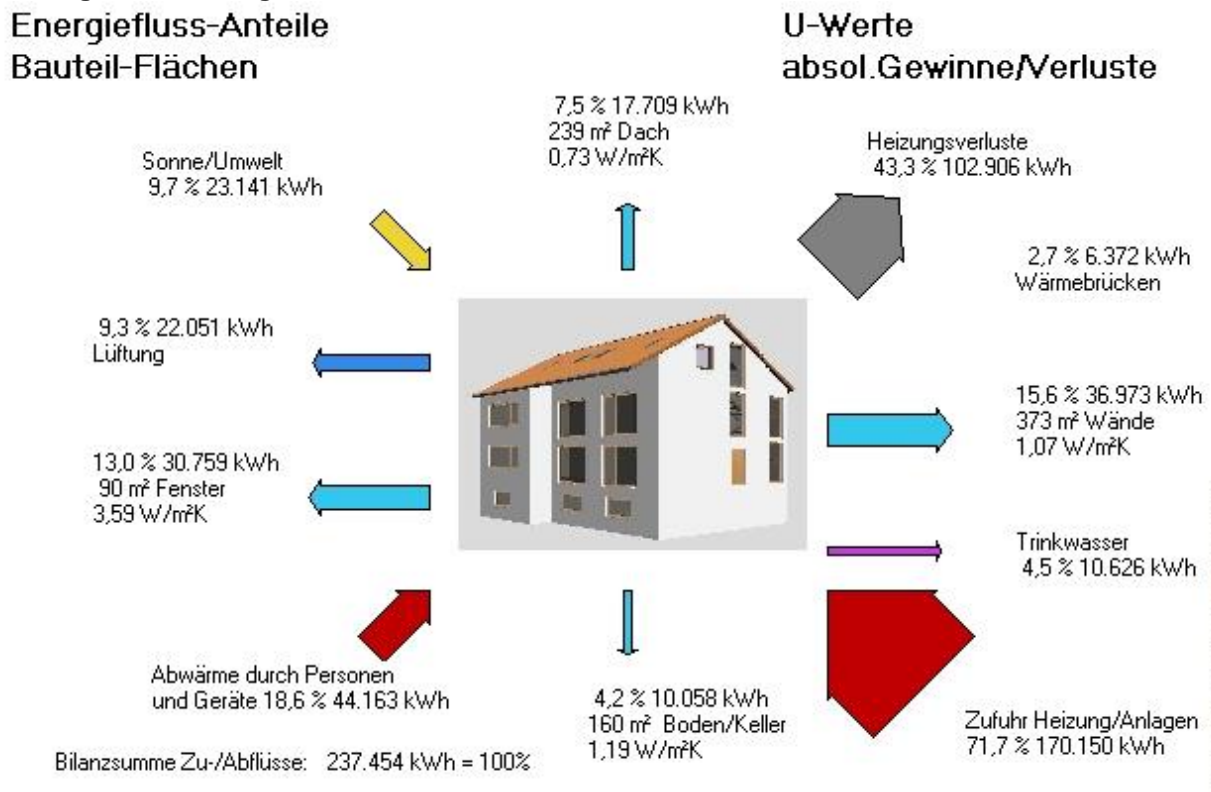 Energiefluss-Anteile
Bauteil-Flächen
U-Werte
absol.Gewinne/Verluste
7,5 % 17.709 kWh
239 m² Dach
0,73 W/m²K
Sonne/Umwelt
9,7 % 23.141 kWh
Heizungsverluste
43,3 % 102.906 kWh
2,7 % 6.372 kWh
Wärmebrücken
9,3 % 22.051 kWh
Lüftung
15,6 % 36.973 kWh
373 m² Wände
1,07 W/m²K
13,0 % 30.759 kWh
90 m² Fenster
3,59 W/m²K
Trinkwasser
4,5 % 10.626 kWh
Abwärme durch Personen
und Geräte 18,6 % 44.163 kWh
4,2 % 10.058 kWh
160 m² Boden/Keller
1,19 W/m²K
Zufuhr Heizung/Anlagen
71,7 % 170.150 kWh
Bilanzsumme Zu-/Abflüsse: 237.454 kWh = 100%